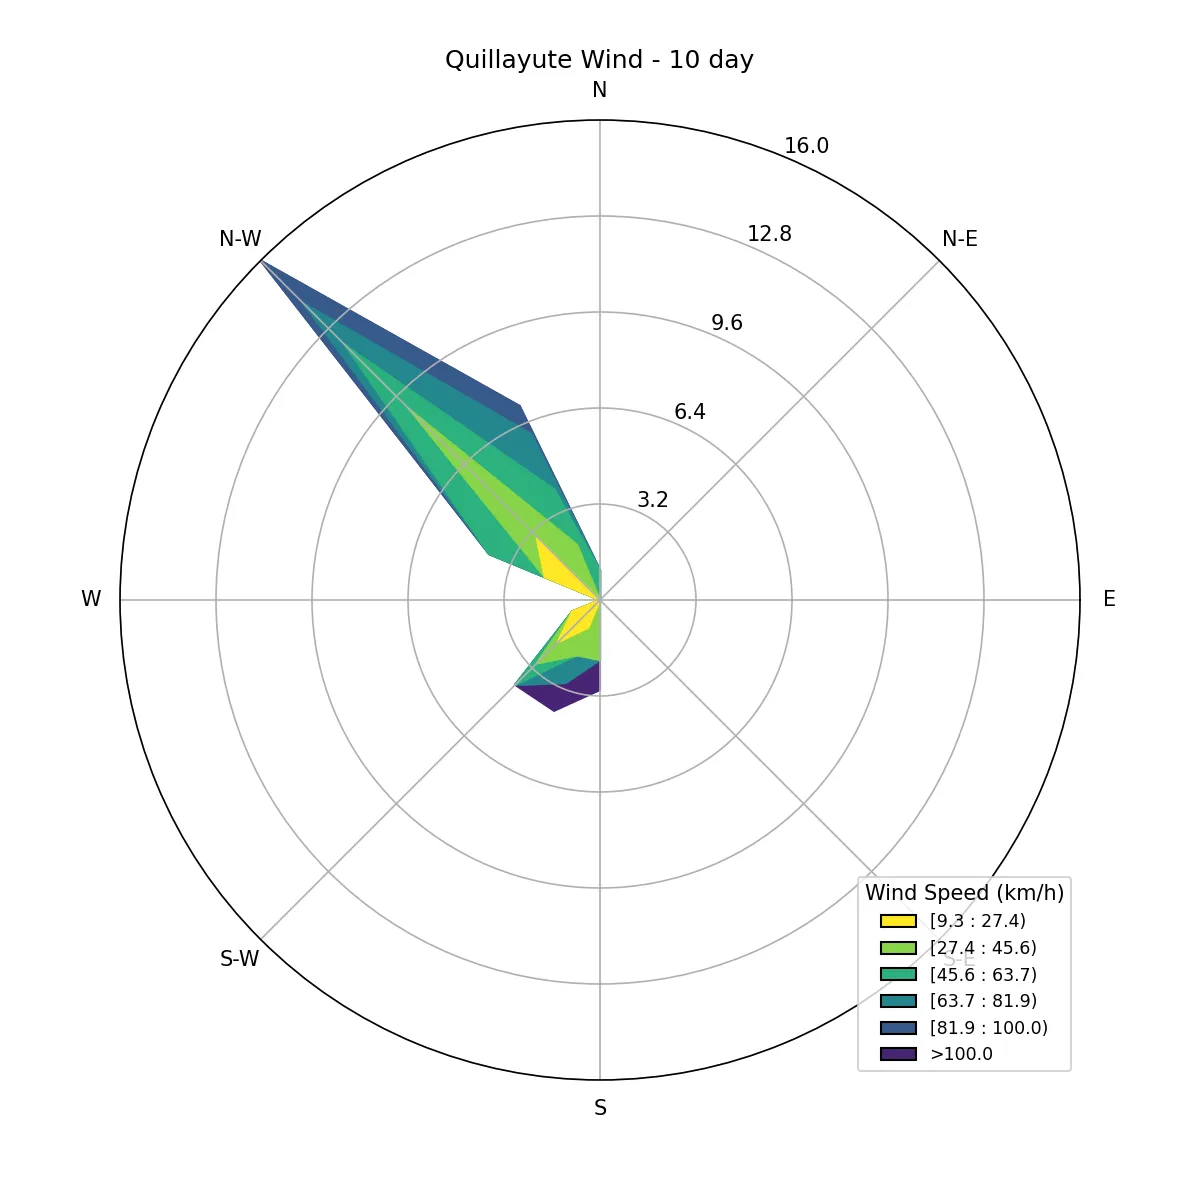 Quillayute Wind - 10 day
N
16.0
N-W
12.8
N-E
9.6
6.4
3.2
W
E
S-W
S-E
S
Wind Speed (km/h)
[9.3 : 27.4)
[27.4 : 45.6)
[45.6 : 63.7)
[63.7 : 81.9)
[81.9 : 100.0)
>100.0